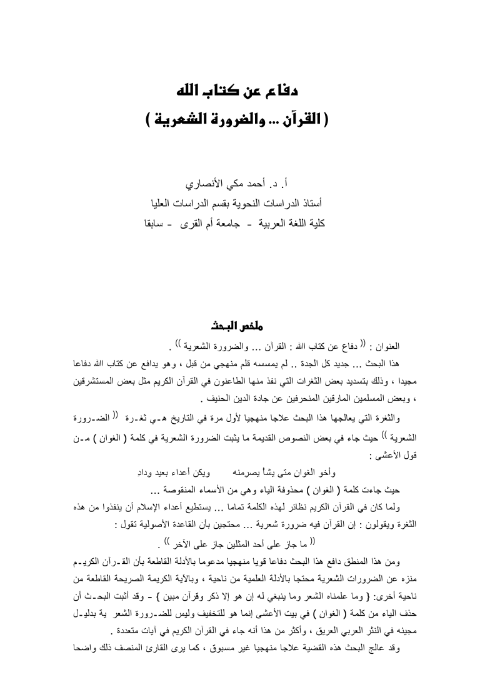 دفاع عن كتاب الله
( القرآن ... والضرورة الشعرية )
أ. د. أحمد مكي الأنصاري
أستاذ الدراسات النحوية بقسم الدراسات العليا
كلية اللغة العربية - جامعة أم القرى - سابقا
ملخص البحث
العنوان : (( دفاع عن كتاب الله : القرآن ... والضرورة الشعرية )) .
هذا البحث ... جديد كل الجدة .. لم يمسسه قلم منهجي من قبل ، وهو يدافع عن كتاب الله دفاعا
مجيدا ، وذلك بتسديد بعض الثغرات التي نفذ منها الطاعنون في القرآن الكريم مثل بعض المستشرقين
، وبعض المسلمين المارقين المنحرفين عن جادة الدين الحنيف .
والثغرة التي يعالجها هذا البحث علاجا منهجيا لأول مرة في التاريخ هـي ثغـرة (( الضـرورة
الشعرية )) حيث جاء في بعض النصوص القديمة ما يثبت الضرورة الشعرية في كلمة ( الغوان ) مـن
قول الأعشى :
وأخو الغوان متى يشأ يصرمنه ويكن أعداء بعيد وداد
حيث جاءت كلمة ( الغوان ) محذوفة الياء وهي من الأسماء المنقوصة ...
ولما كان في القرآن الكريم نظائر لهذه الكلمة تماما ... يستطيع أعداء الإسلام أن ينفذوا من هذه
الثغرة ويقولون : إن القرآن فيه ضرورة شعرية ... محتجين بأن القاعدة الأصولية تقول :
(( ما جاز على أحد المثلين جاز على الآخر )) .
ومن هذا المنطق دافع هذا البحث دفاعا قويا منهجيا مدعوما بالأدلة القاطعة بأن القـرآن الكريـم
منزه عن الضرورات الشعرية محتجا بالأدلة العلمية من ناحية ، وبالآية الكريمة الصريحة القاطعة من
ناحية أخرى: { وما علمناه الشعر وما ينبغي له إن هو إلا ذكر وقرآن مبين } - وقد أثبت البحـث أن
حذف الياء من كلمة ( الغوان ) في بيت الأعشى إنما هو للتخفيف وليس للضـرورة الشعر ية بدليـل
مجيئه في النثر العربي العريق ، وأكثر من هذا أنه جاء في القرآن الكريم في آيات متعددة .
وقد عالج البحث هذه القضية علاجا منهجيا غير مسبوق ، كما يرى القارئ المنصف ذلك واضحا